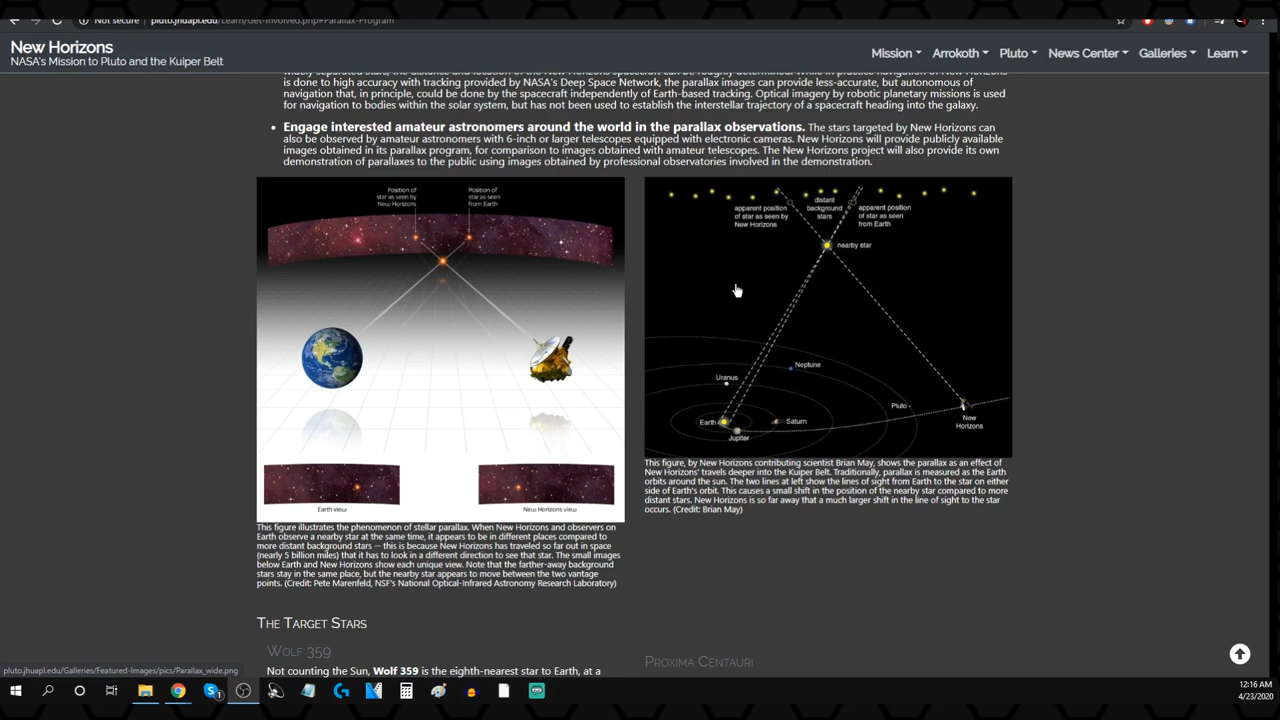 Not secure | pluto.jhuapl.edu/Learn/Get-Involved.php#Parallax-Program
New Horizons
NASA's Mission to Pluto and the Kuiper Belt
Mission Arrokoth Pluto News Center Galleries Learn
widely separated stars, the distance and location of the New Horizons spacecraft can be roughly determined. While in practice navigation of New Horizons
is done to high accuracy with tracking provided by NASA's Deep Space Network, the parallax images can provide less-accurate, but autonomous of
navigation that, in principle, could be done by the spacecraft independently of Earth-based tracking. Optical imagery by robotic planetary missions is used
for navigation to bodies within the solar system, but has not been used to establish the interstellar trajectory of a spacecraft heading into the galaxy.
• Engage interested amateur astronomers around the world in the parallax observations. The stars targeted by New Horizons can
also be observed by amateur astronomers with 6-inch or larger telescopes equipped with electronic cameras. New Horizons will provide publicly available
images obtained in its parallax program, for comparison to images obtained with amateur telescopes. The New Horizons project will also provide its own
demonstration of parallaxes to the public using images obtained by professional observatories involved in the demonstration.
Position of
star as seen by
New Horizons
Position of
star as seen
from Earth
Earth view
New Horizons view
This figure illustrates the phenomenon of stellar parallax. When New Horizons and observers on
Earth observe a nearby star at the same time, it appears to be in different places compared to
more distant background stars -- this is because New Horizons has traveled so far out in space
(nearly 5 billion miles) that it has to look in a different direction to see that star. The small images
below Earth and New Horizons show each unique view. Note that the farther-away background
stars stay in the same place, but the nearby star appears to move between the two vantage
points. (Credit: Pete Marenfeld, NSF's National Optical-Infrared Astronomy Research Laboratory)
apparent position
of star as seen by
New Horizons
distant
background
stars
apparent position
of star as seen
from Earth
nearby star
Neptune
Uranus
Pluto
Earth
Saturn
Jupiter
New
Horizons
This figure, by New Horizons contributing scientist Brian May, shows the parallax as an effect of
New Horizons' travels deeper into the Kuiper Belt. Traditionally, parallax is measured as the Earth
orbits around the sun. The two lines at left show the lines of sight from Earth to the star on either
side of Earth's orbit. This causes a small shift in the position of the nearby star compared to more
distant stars. New Horizons is so far away that a much larger shift in the line of sight to the star
occurs. (Credit: Brian May)
The Target Stars
Wolf 359
Not counting the Sun, Wolf 359 is the eighth-nearest star to Earth, at a
Proxima Centauri
pluto.jhuapl.edu/Galleries/Featured-Images/pics/Parallax_wide.png
1
12:16 AM
4/23/2020